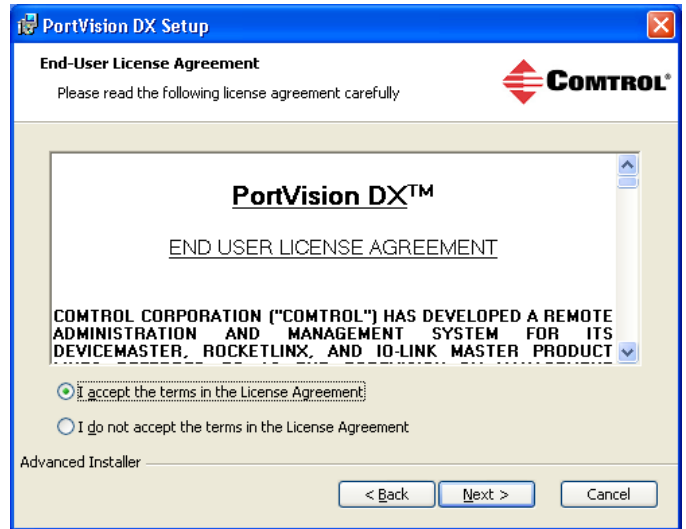 PortVision DX Setup
End-User License Agreement
Please read the following license agreement carefully
COMTROL®
PortVision DX™
END USER LICENSE AGREEMENT
COMTROL CORPORATION ("COMTROL") HAS DEVELOPED A REMOTE
ADMINISTRATION AND MANAGEMENT SYSTEM FOR ITS
DEVICEMASTER, ROCKETLINX, AND IO-LINK MASTER PRODUCT
I accept the terms in the License Agreement
I do not accept the terms in the License Agreement
Advanced Installer
< Back
Next >
Cancel